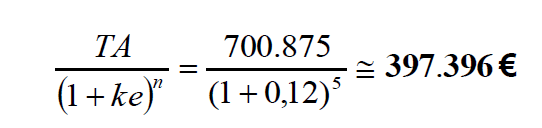 TA / (1 + ke)^n = 700.875 / (1 + 0,12)^5 ≅ 397.396 €